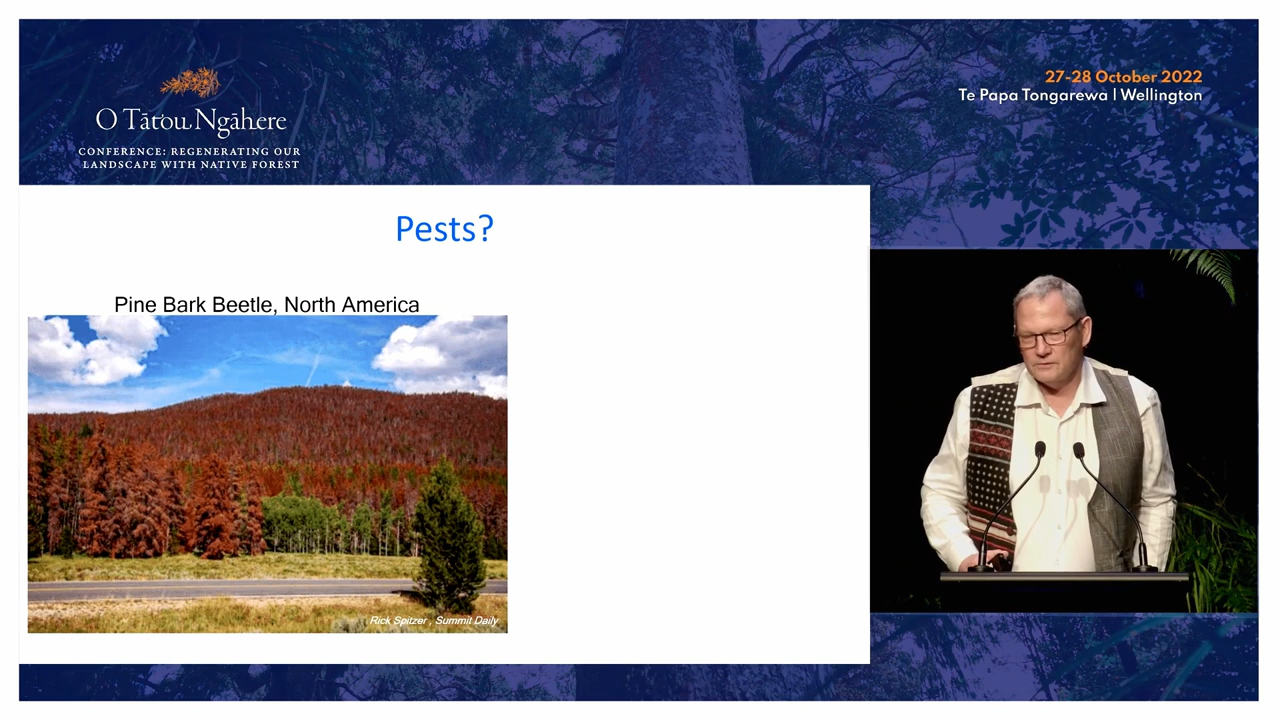 O Tātou Ngāhere
CONFERENCE: REGENERATING OUR
LANDSCAPE WITH NATIVE FOREST
27-28 October 2022
Te Papa Tongarewa | Wellington
Pests?
Pine Bark Beetle, North America
Rick Spitzer , Summit Daily